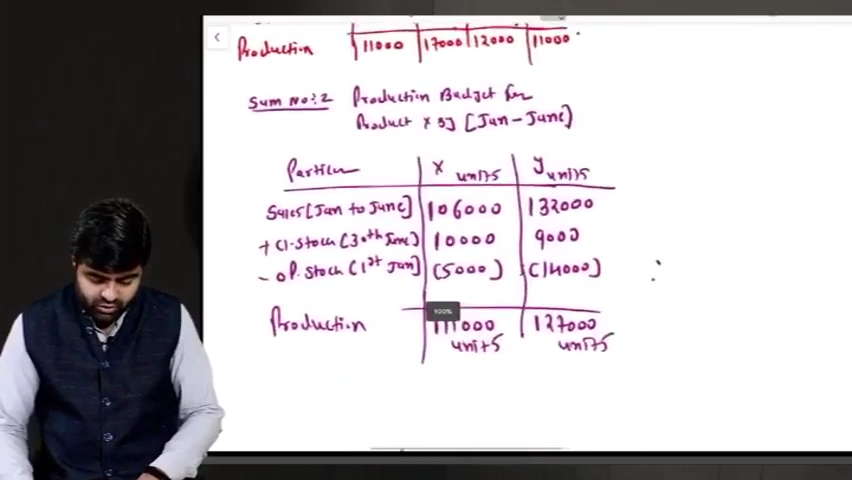 Production 11000 17000 12000 11000
Sum No:2 Production Budget for
Product X & Y [Jan - June]
X units Y units
Sales [Jan to June] 106000 132000
+ Cl. Stock (30th June) 10000 9000
- OP. Stock (1st Jan) (5000) (14000)
100%
Production 111000 127000
units units